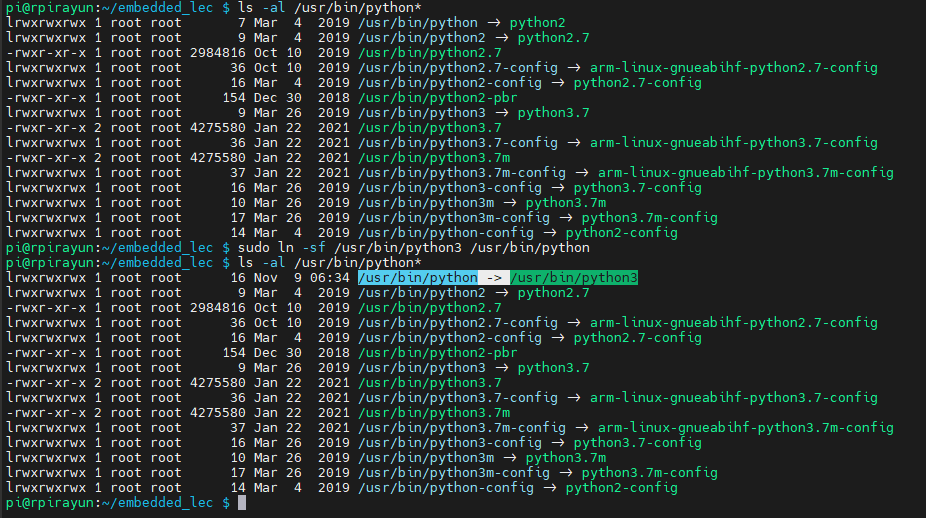 pi@rpirayun:~/embedded_lec $ ls -al /usr/bin/python*
lrwxrwxrwx 1 root root       7 Mar  4  2019 /usr/bin/python → python2
lrwxrwxrwx 1 root root       9 Mar  4  2019 /usr/bin/python2 → python2.7
-rwxr-xr-x 1 root root 2984816 Oct 10  2019 /usr/bin/python2.7
lrwxrwxrwx 1 root root      36 Oct 10  2019 /usr/bin/python2.7-config → arm-linux-gnueabihf-python2.7-config
lrwxrwxrwx 1 root root      16 Mar  4  2019 /usr/bin/python2-config → python2.7-config
-rwxr-xr-x 1 root root     154 Dec 30  2018 /usr/bin/python2-pbr
lrwxrwxrwx 1 root root       9 Mar 26  2019 /usr/bin/python3 → python3.7
-rwxr-xr-x 2 root root 4275580 Jan 22  2021 /usr/bin/python3.7
lrwxrwxrwx 1 root root      36 Jan 22  2021 /usr/bin/python3.7-config → arm-linux-gnueabihf-python3.7-config
-rwxr-xr-x 2 root root 4275580 Jan 22  2021 /usr/bin/python3.7m
lrwxrwxrwx 1 root root      37 Jan 22  2021 /usr/bin/python3.7m-config → arm-linux-gnueabihf-python3.7m-config
lrwxrwxrwx 1 root root      16 Mar 26  2019 /usr/bin/python3-config → python3.7-config
lrwxrwxrwx 1 root root      10 Mar 26  2019 /usr/bin/python3m → python3.7m
lrwxrwxrwx 1 root root      17 Mar 26  2019 /usr/bin/python3m-config → python3.7m-config
lrwxrwxrwx 1 root root      14 Mar  4  2019 /usr/bin/python-config → python2-config
pi@rpirayun:~/embedded_lec $ sudo ln -sf /usr/bin/python3 /usr/bin/python
pi@rpirayun:~/embedded_lec $ ls -al /usr/bin/python*
lrwxrwxrwx 1 root root      16 Nov  9 06:34 /usr/bin/python -> /usr/bin/python3
lrwxrwxrwx 1 root root       9 Mar  4  2019 /usr/bin/python2 → python2.7
-rwxr-xr-x 1 root root 2984816 Oct 10  2019 /usr/bin/python2.7
lrwxrwxrwx 1 root root      36 Oct 10  2019 /usr/bin/python2.7-config → arm-linux-gnueabihf-python2.7-config
lrwxrwxrwx 1 root root      16 Mar  4  2019 /usr/bin/python2-config → python2.7-config
-rwxr-xr-x 1 root root     154 Dec 30  2018 /usr/bin/python2-pbr
lrwxrwxrwx 1 root root       9 Mar 26  2019 /usr/bin/python3 → python3.7
-rwxr-xr-x 2 root root 4275580 Jan 22  2021 /usr/bin/python3.7
lrwxrwxrwx 1 root root      36 Jan 22  2021 /usr/bin/python3.7-config → arm-linux-gnueabihf-python3.7-config
-rwxr-xr-x 2 root root 4275580 Jan 22  2021 /usr/bin/python3.7m
lrwxrwxrwx 1 root root      37 Jan 22  2021 /usr/bin/python3.7m-config → arm-linux-gnueabihf-python3.7m-config
lrwxrwxrwx 1 root root      16 Mar 26  2019 /usr/bin/python3-config → python3.7-config
lrwxrwxrwx 1 root root      10 Mar 26  2019 /usr/bin/python3m → python3.7m
lrwxrwxrwx 1 root root      17 Mar 26  2019 /usr/bin/python3m-config → python3.7m-config
lrwxrwxrwx 1 root root      14 Mar  4  2019 /usr/bin/python-config → python2-config
pi@rpirayun:~/embedded_lec $